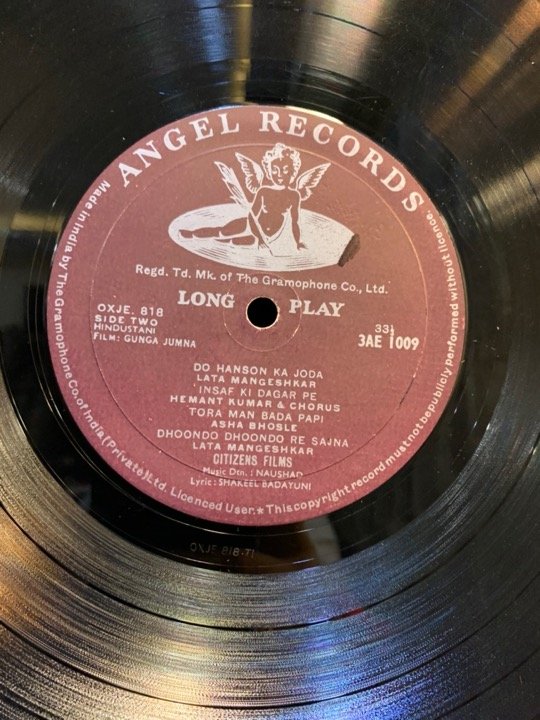 ANGEL RECORDS
Regd. Td. Mk. of The Gramophone Co., Ltd.
LONG PLAY
OXJE. 818
SIDE TWO
HINDUSTANI
FILM: GUNGA JUMNA
33⅓
3AE 1009
DO HANSON KA JODA
LATA MANGESHKAR
INSAF KI DAGAR PE
HEMANT KUMAR & CHORUS
TORA MAN BADA PAPI
ASHA BHOSLE
DHOONDO DHOONDO RE SAJNA
LATA MANGESHKAR
CITIZENS FILMS
Music Dtn.: NAUSHAD
Lyric: SHAKEEL BADAYUNI
Made in India by The Gramophone Co. of India (Private) Ltd. Licenced User.★This copyright record must not be publicly performed without licence.
OXJE 818-T1